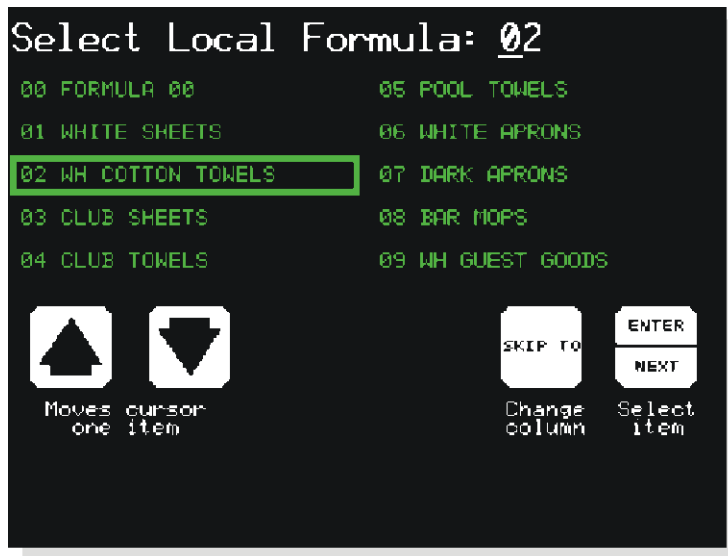 Select Local Formula: 02
00 FORMULA 00
01 WHITE SHEETS
02 WH COTTON TOWELS
03 CLUB SHEETS
04 CLUB TOWELS
05 POOL TOWELS
06 WHITE APRONS
07 DARK APRONS
08 BAR MOPS
09 WH GUEST GOODS
Moves cursor
one item
SKIP TO
Change
column
ENTER
NEXT
Select
item